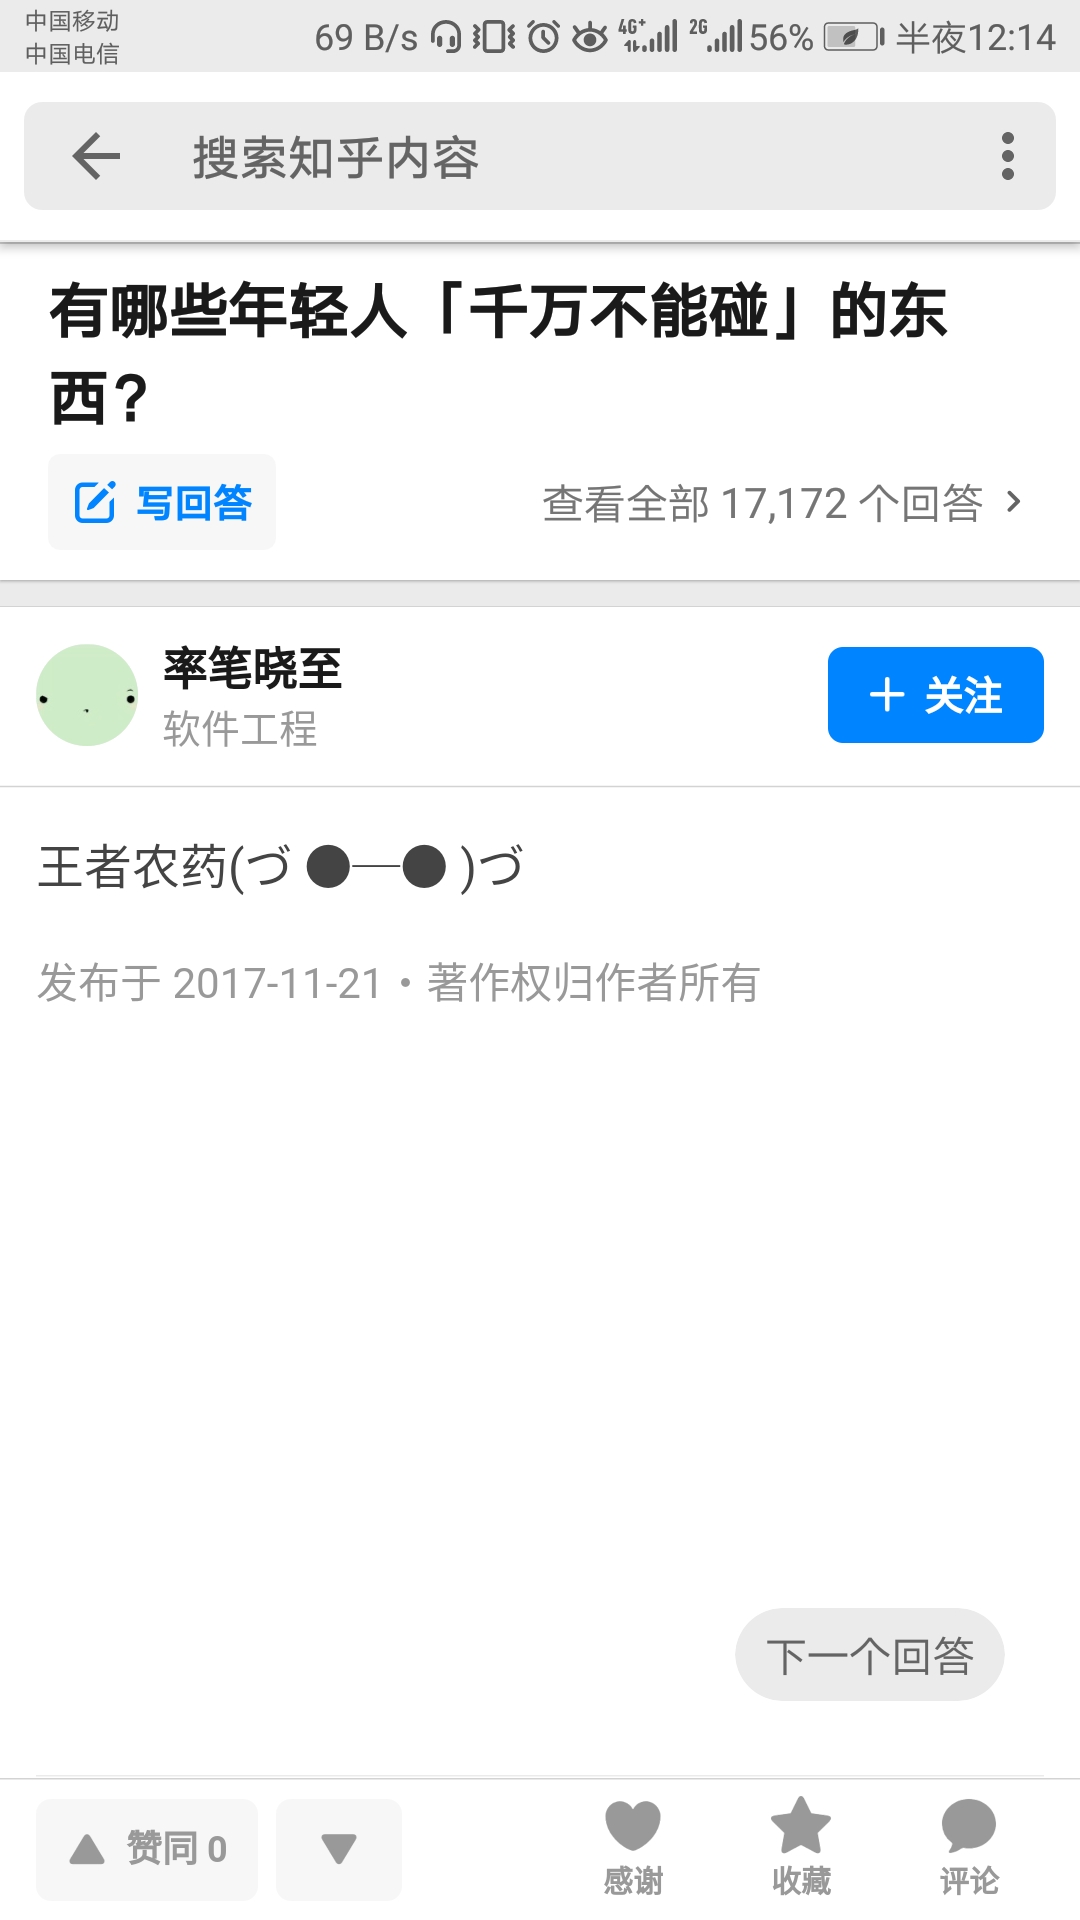 中国移动
中国电信
69 B/s 4G+ 2G 56% 半夜12:14
搜索知乎内容
有哪些年轻人「千万不能碰」的东
西？
写回答
查看全部 17,172 个回答
率笔晓至
软件工程
+ 关注
王者农药(づ ●─● )づ
发布于 2017-11-21 • 著作权归作者所有
下一个回答
赞同 0
感谢
收藏
评论